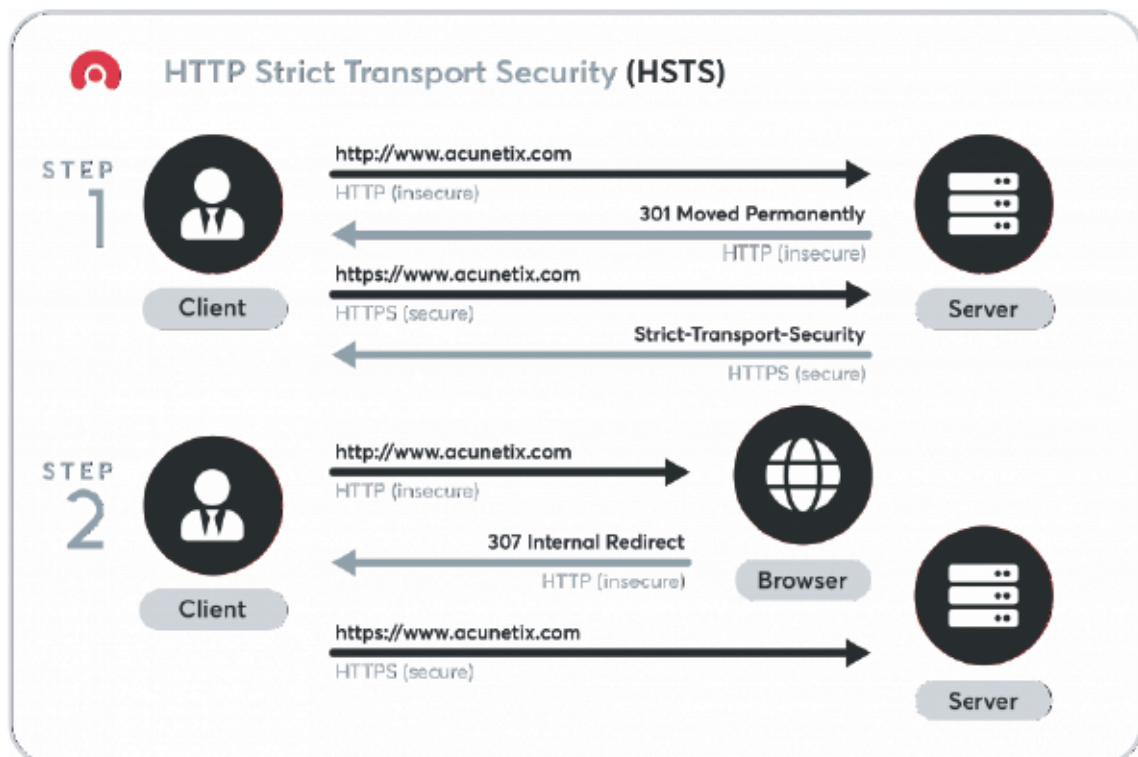 HTTP Strict Transport Security (HSTS)
STEP
1
http://www.acunetix.com
HTTP (insecure)
301 Moved Permanently
HTTP (insecure)
https://www.acunetix.com
HTTPS (secure)
Strict-Transport-Security
HTTPS (secure)
Client
Server
STEP
2
http://www.acunetix.com
HTTP (insecure)
307 Internal Redirect
HTTP (insecure)
Browser
Client
https://www.acunetix.com
HTTPS (secure)
Server